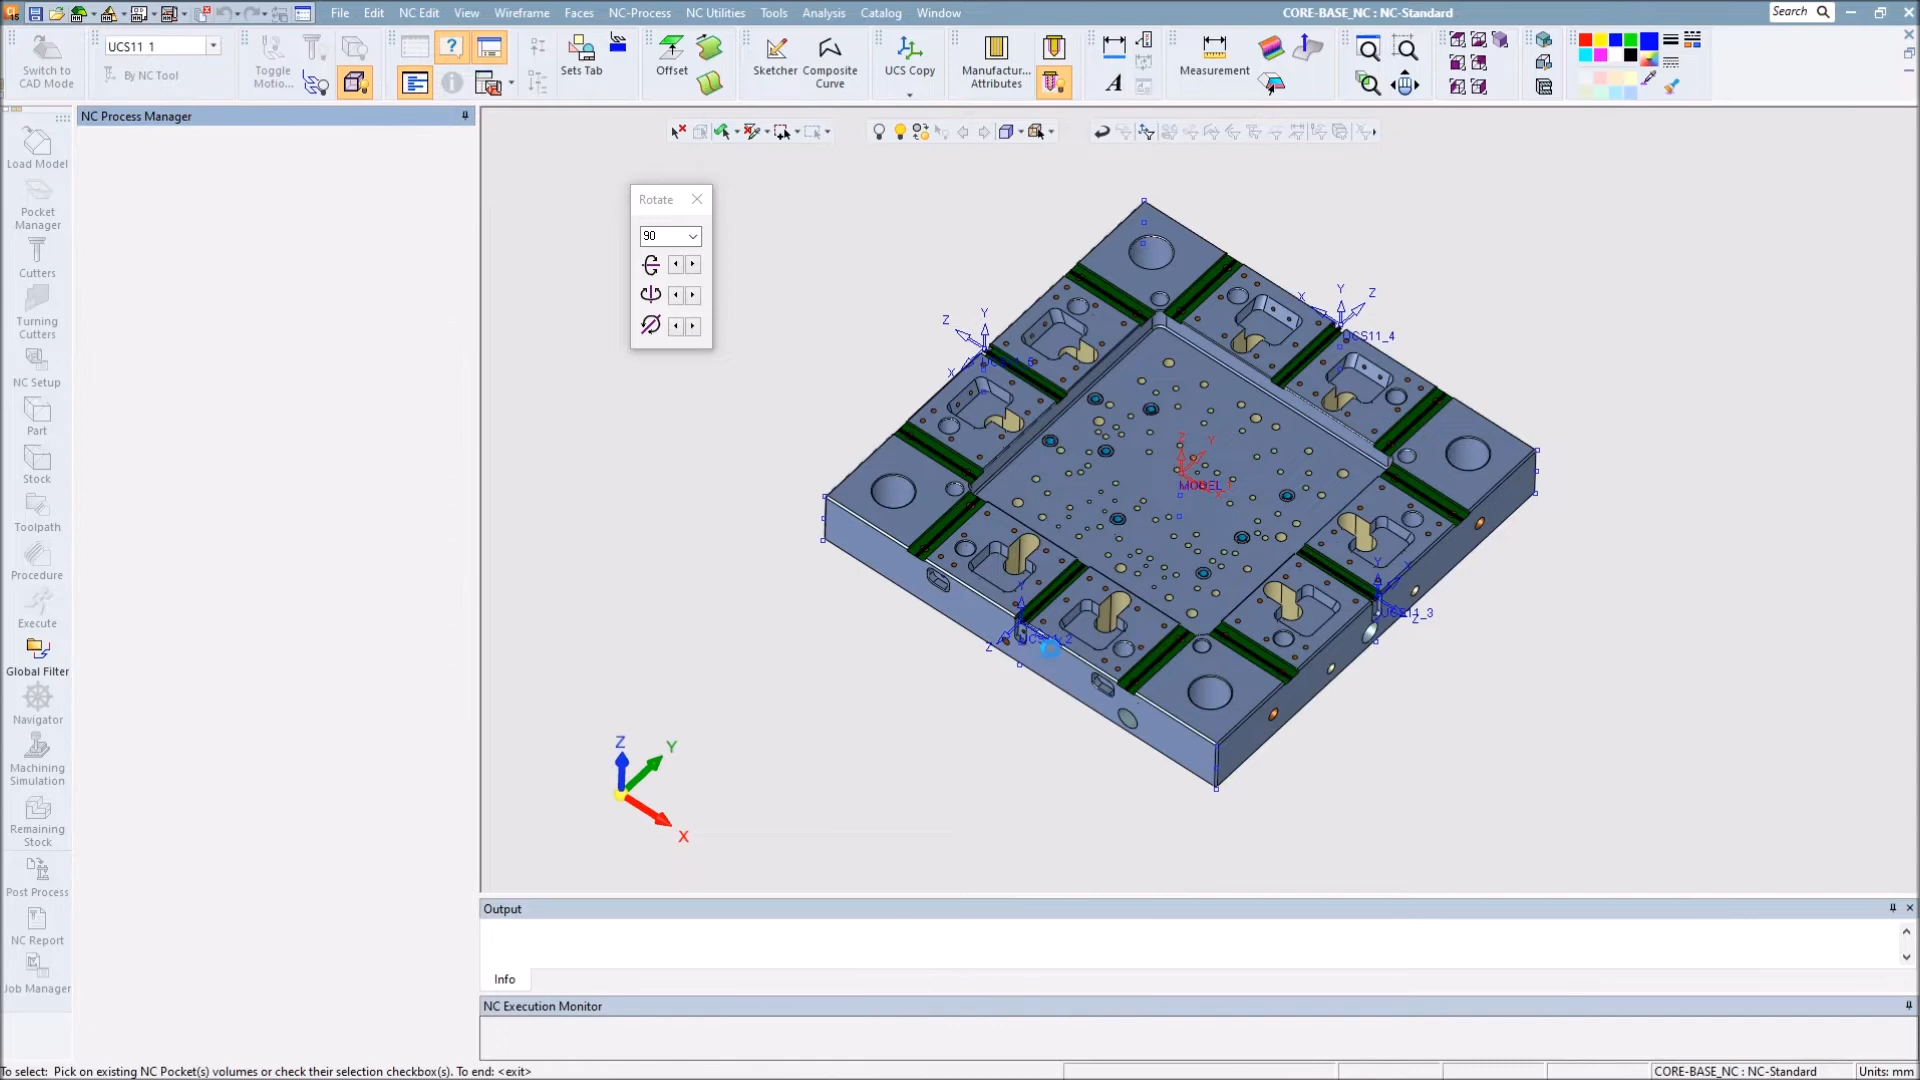 File Edit NC Edit View Wireframe Faces NC-Process NC Utilities Tools Analysis Catalog Window
CORE-BASE_NC : NC-Standard
Search
Switch to
CAD Mode
UCS11 1
By NC Tool
Toggle
Motio...
Sets Tab
Offset
Sketcher
Composite
Curve
UCS Copy
Manufactur...
Attributes
A
Measurement
NC Process Manager
Load Model
Pocket
Manager
Cutters
Turning
Cutters
NC Setup
Part
Stock
Toolpath
Procedure
Execute
Global Filter
Navigator
Machining
Simulation
Remaining
Stock
Post Process
NC Report
Job Manager
Rotate
90
Y
Z
X
Y
Z
X
UCS11_4
Z
Y
MODEL
Y
X
UCS11_3
Z
Y
Z
Z
Y
X
Output
Info
NC Execution Monitor
To select: Pick on existing NC Pocket(s) volumes or check their selection checkbox(s). To end: <exit>
CORE-BASE_NC : NC-Standard
Units: mm